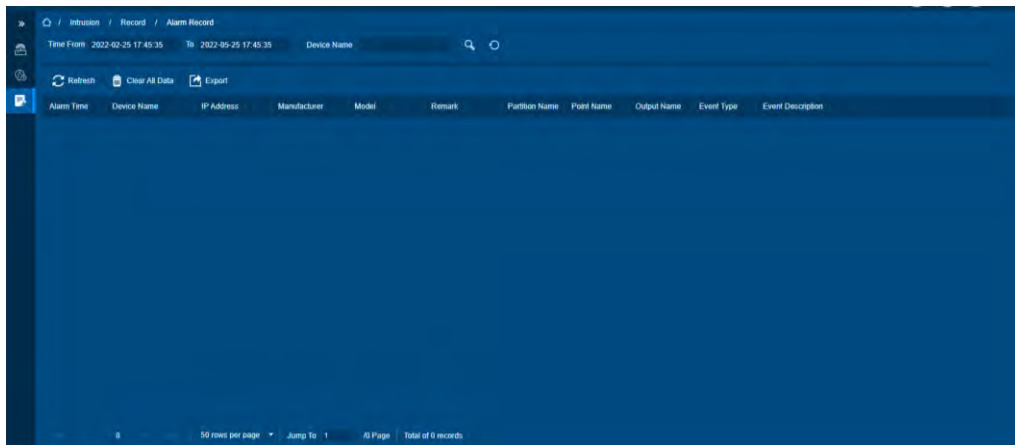 / Intrusion / Record / Alarm Record
Time From 2022-02-25 17:45:35 To 2022-05-25 17:45:35 Device Name
Refresh Clear All Data Export
Alarm Time Device Name IP Address Manufacturer Model Remark Partition Name Point Name Output Name Event Type Event Description
50 rows per page Jump To 1 /0 Page Total of 0 records